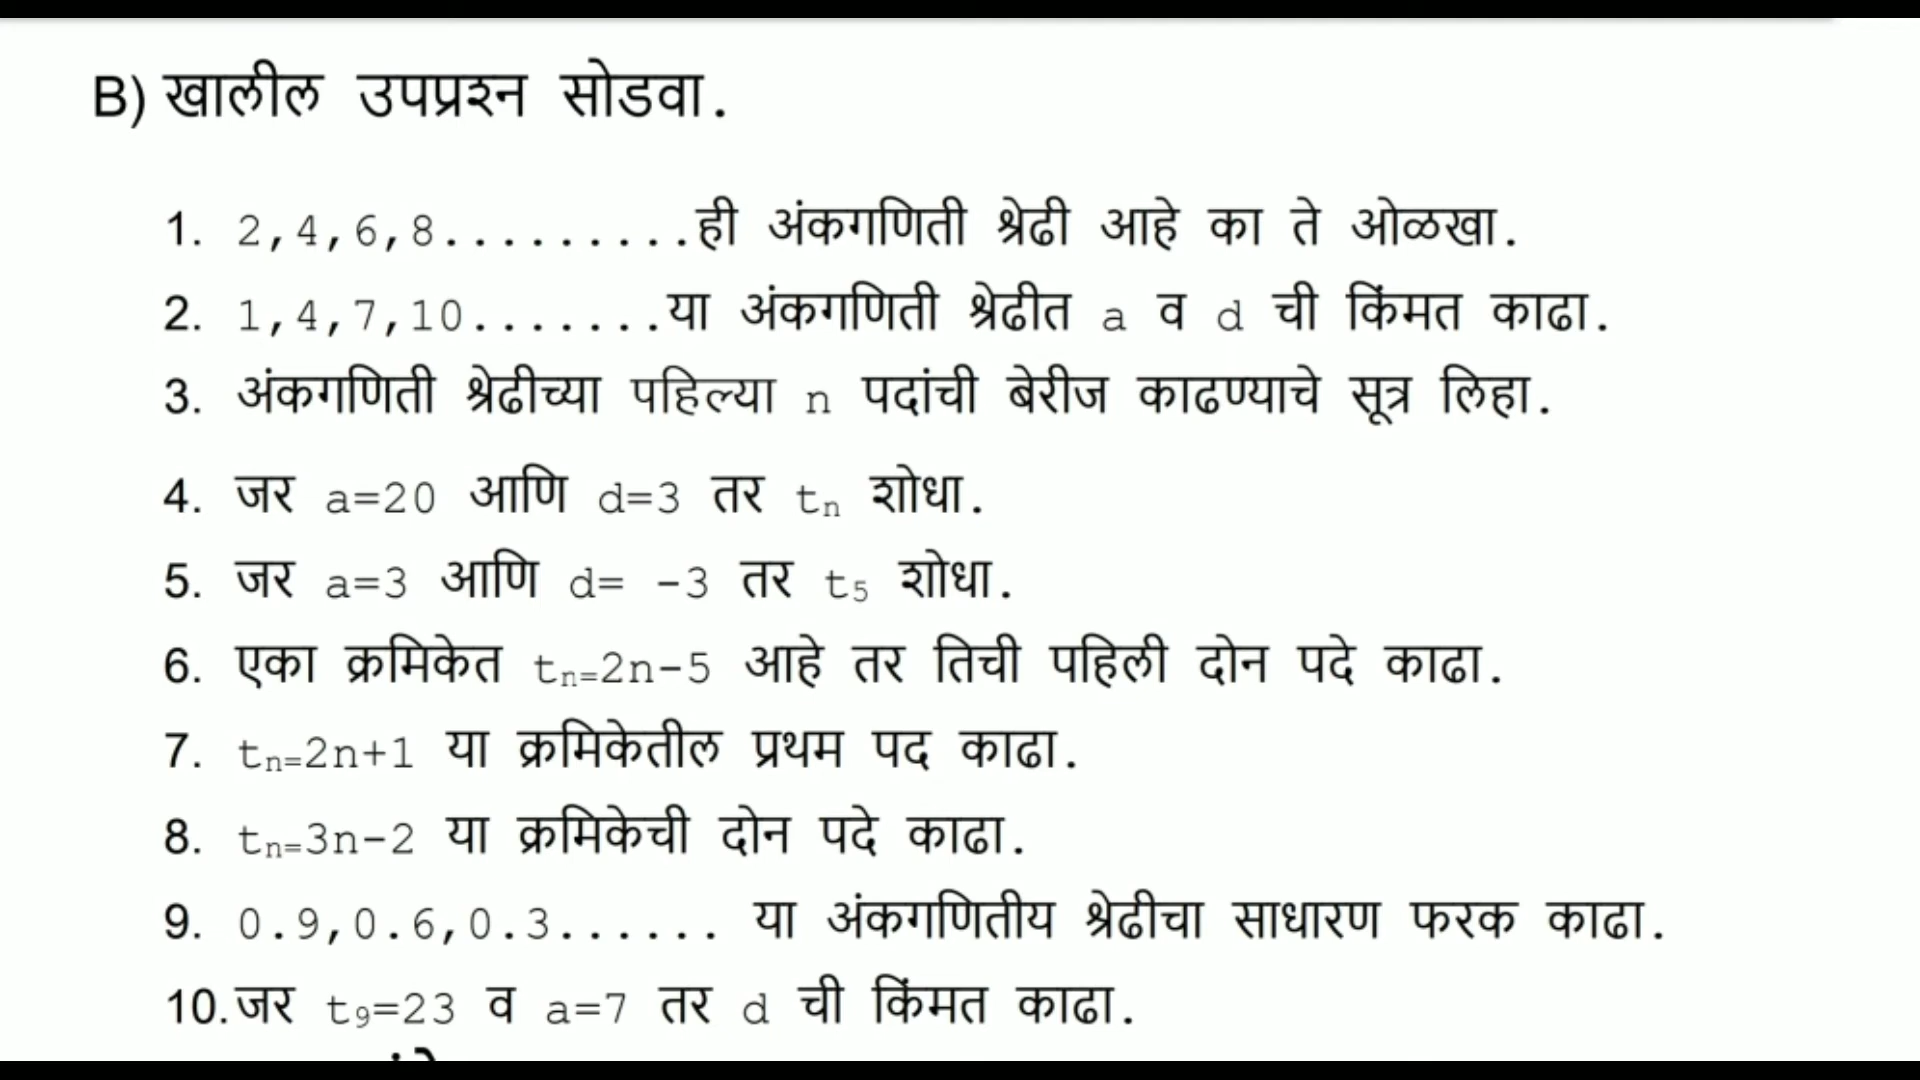 B) खालील उपप्रश्न सोडवा.
1. 2,4,6,8.........ही अंकगणिती श्रेढी आहे का ते ओळखा.
2. 1,4,7,10.......या अंकगणिती श्रेढीत a व d ची किंमत काढा.
3. अंकगणिती श्रेढीच्या पहिल्या n पदांची बेरीज काढण्याचे सूत्र लिहा.
4. जर a=20 आणि d=3 तर tₙ शोधा.
5. जर a=3 आणि d= -3 तर t₅ शोधा.
6. एका क्रमिकेत tₙ₌2n-5 आहे तर तिची पहिली दोन पदे काढा.
7. tₙ₌2n+1 या क्रमिकेतील प्रथम पद काढा.
8. tₙ₌3n-2 या क्रमिकेची दोन पदे काढा.
9. 0.9,0.6,0.3...... या अंकगणितीय श्रेढीचा साधारण फरक काढा.
10.जर t₉=23 व a=7 तर d ची किंमत काढा.